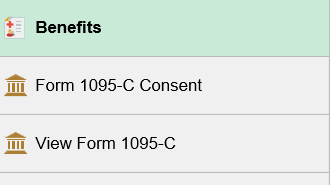 Benefits
Form 1095-C Consent
View Form 1095-C